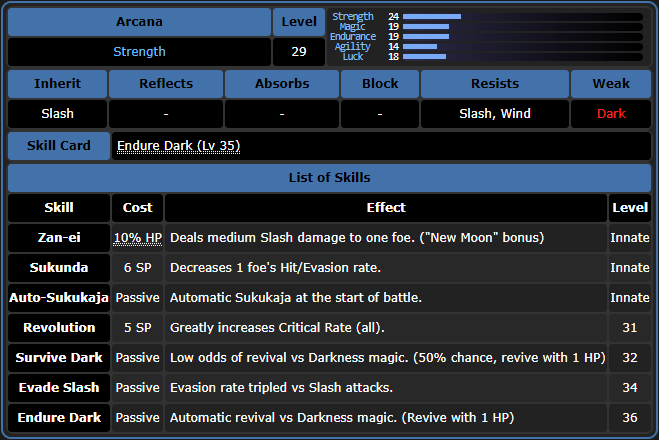 Arcana Level
Strength 29
Strength 24
Magic 19
Endurance 19
Agility 14
Luck 18
Inherit Reflects Absorbs Block Resists Weak
Slash - - - Slash, Wind Dark
Skill Card Endure Dark (Lv 35)
List of Skills
Skill Cost Effect Level
Zan-ei 10% HP Deals medium Slash damage to one foe. ("New Moon" bonus) Innate
Sukunda 6 SP Decreases 1 foe's Hit/Evasion rate. Innate
Auto-Sukukaja Passive Automatic Sukukaja at the start of battle. Innate
Revolution 5 SP Greatly increases Critical Rate (all). 31
Survive Dark Passive Low odds of revival vs Darkness magic. (50% chance, revive with 1 HP) 32
Evade Slash Passive Evasion rate tripled vs Slash attacks. 34
Endure Dark Passive Automatic revival vs Darkness magic. (Revive with 1 HP) 36